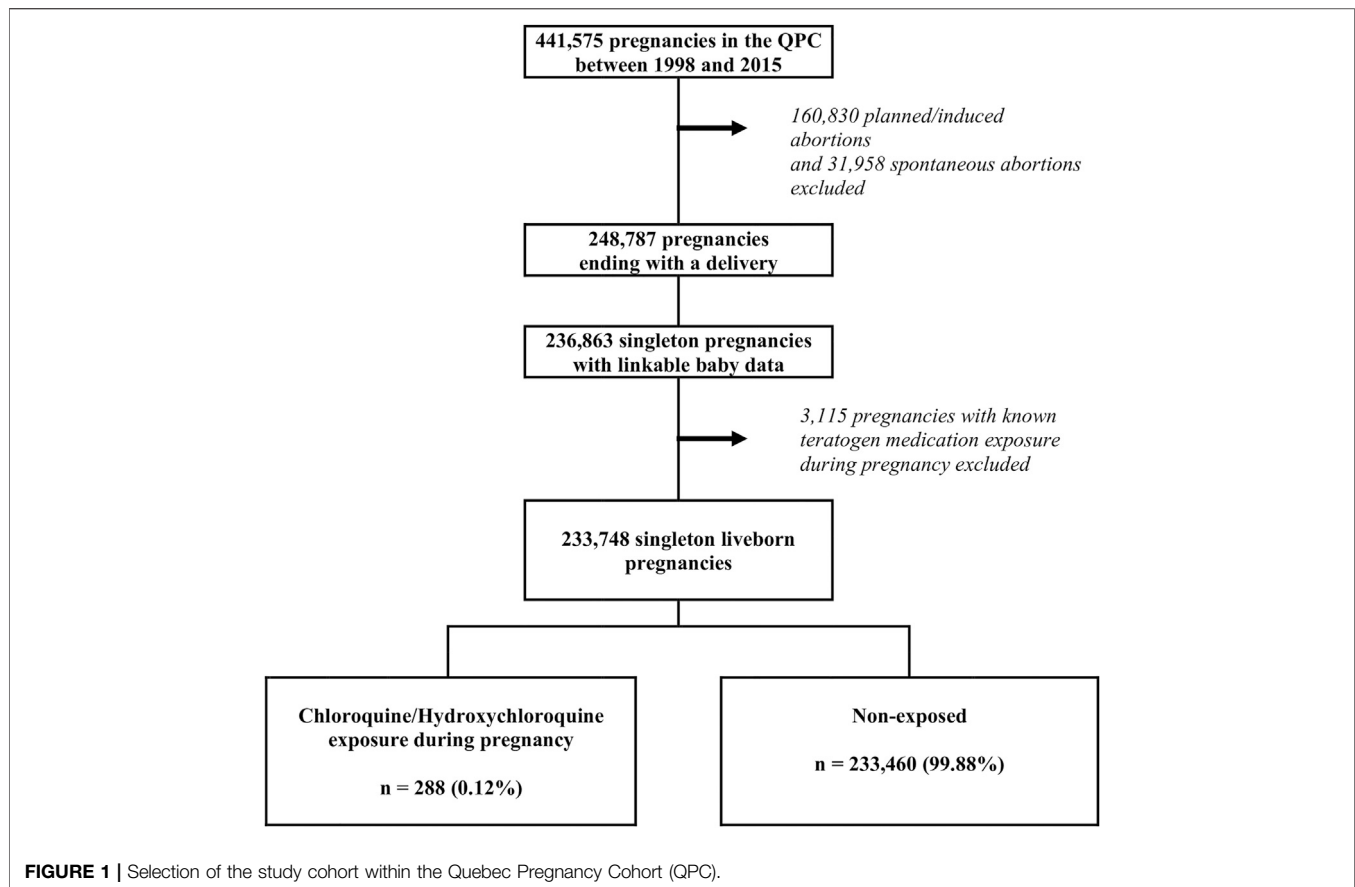 441,575 pregnancies in the QPC
between 1998 and 2015
160,830 planned/induced
abortions
and 31,958 spontaneous abortions
excluded
248,787 pregnancies
ending with a delivery
236,863 singleton pregnancies
with linkable baby data
3,115 pregnancies with known
teratogen medication exposure
during pregnancy excluded
233,748 singleton liveborn
pregnancies
Chloroquine/Hydroxychloroquine
exposure during pregnancy
n = 288 (0.12%)
Non-exposed
n = 233,460 (99.88%)
FIGURE 1 | Selection of the study cohort within the Quebec Pregnancy Cohort (QPC).